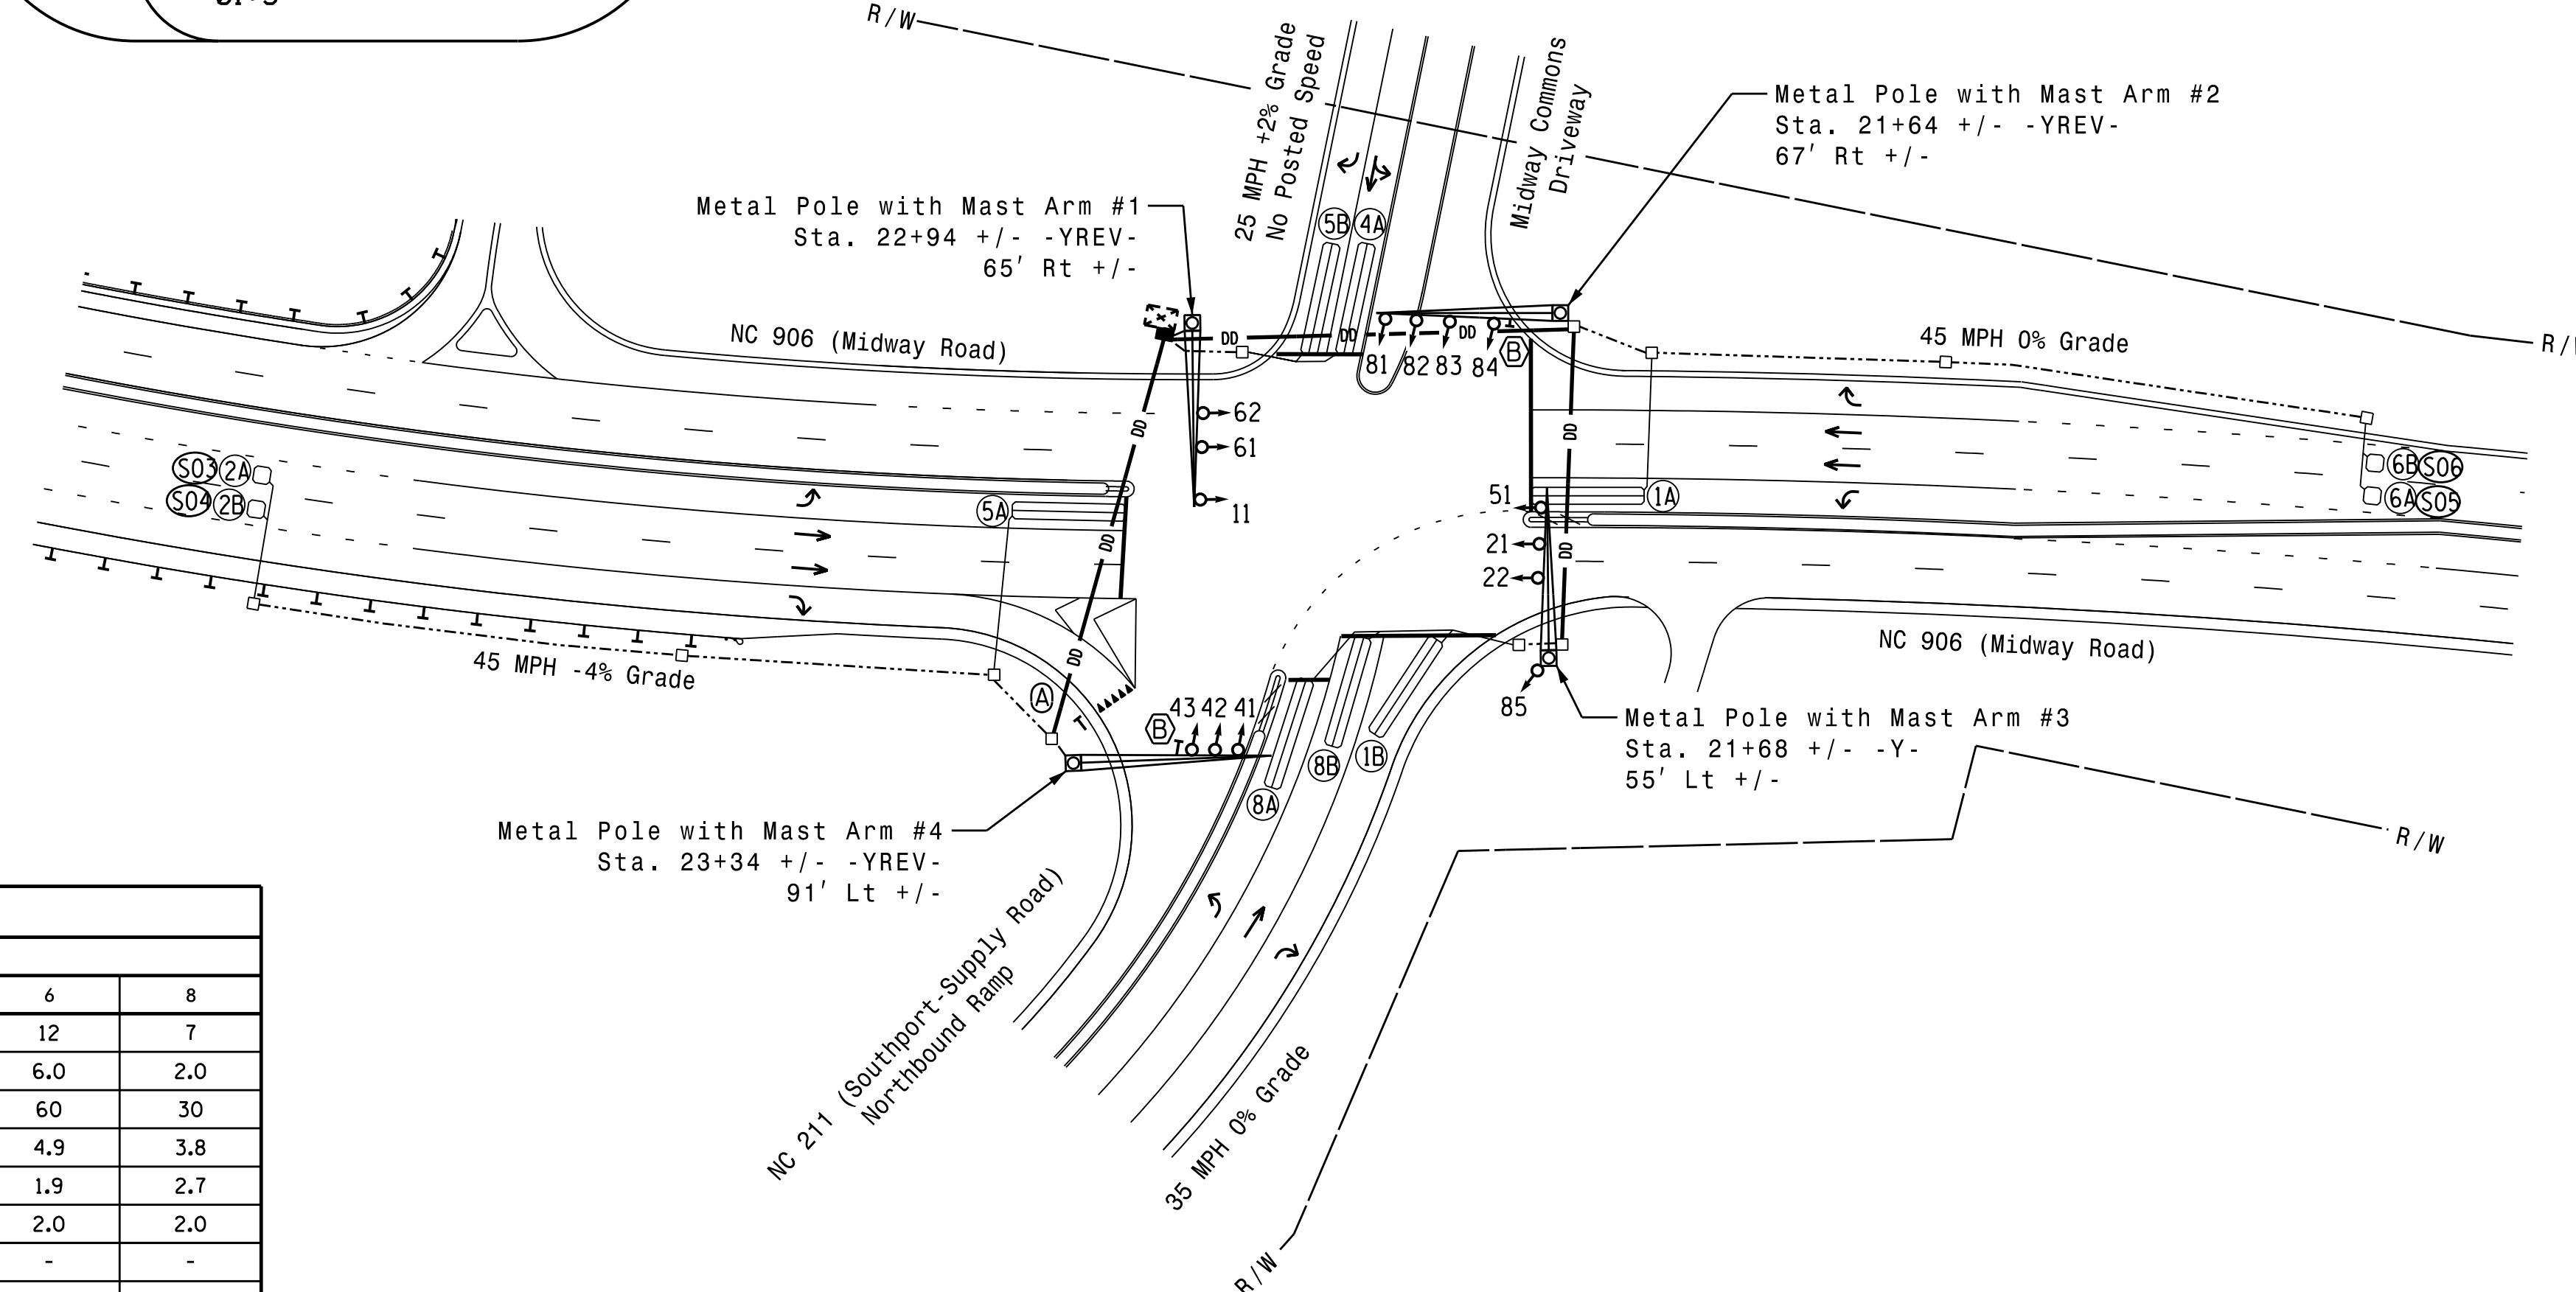 R/W
25 MPH +2% Grade
No Posted Speed
Midway Commons
Driveway
Metal Pole with Mast Arm #2
Sta. 21+64 +/- -YREV-
67' Rt +/-
Metal Pole with Mast Arm #1
Sta. 22+94 +/- -YREV-
65' Rt +/-
5B 4A
NC 906 (Midway Road)
DD DD DD
81 82 83 84 B
45 MPH 0% Grade
R/W
62
61
11
DD
DD
S03 2A
S04 2B
5A
51
1A
6B S06
6A S05
DD
21
22
DD
DD
45 MPH -4% Grade
NC 906 (Midway Road)
A
B 43 42 41
85
8A 8B 1B
Metal Pole with Mast Arm #3
Sta. 21+68 +/- -Y-
55' Lt +/-
Metal Pole with Mast Arm #4
Sta. 23+34 +/- -YREV-
91' Lt +/-
R/W
NC 211 (Southport-Supply Road)
Northbound Ramp
35 MPH 0% Grade
R/W
6 8
12 7
6.0 2.0
60 30
4.9 3.8
1.9 2.7
2.0 2.0
- -